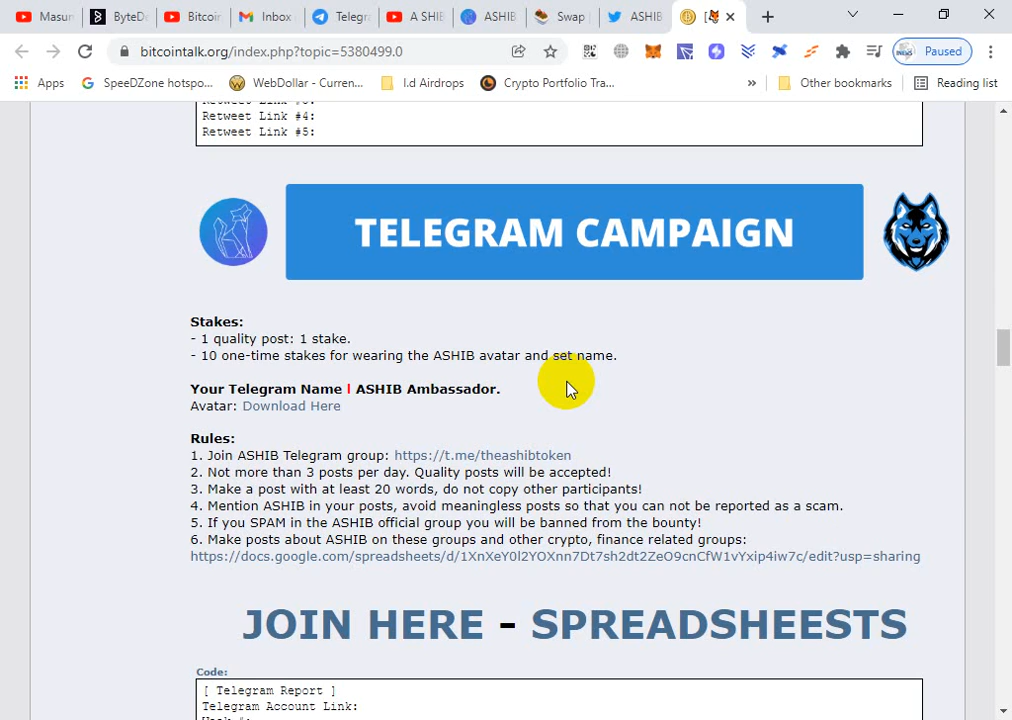 Masun
ByteDe
Bitcoin
Inbox
Telegra
A SHIB
ASHIB
Swap
ASHIB
bitcointalk.org/index.php?topic=5380499.0
Paused
Apps
SpeeDZone hotspo...
WebDollar - Curren...
I.d Airdrops
Crypto Portfolio Tra...
»
Other bookmarks
Reading list
Retweet Link #4:
Retweet Link #5:
TELEGRAM CAMPAIGN
Stakes:
- 1 quality post: 1 stake.
- 10 one-time stakes for wearing the ASHIB avatar and set name.
Your Telegram Name l ASHIB Ambassador.
Avatar: Download Here
Rules:
1. Join ASHIB Telegram group: https://t.me/theashibtoken
2. Not more than 3 posts per day. Quality posts will be accepted!
3. Make a post with at least 20 words, do not copy other participants!
4. Mention ASHIB in your posts, avoid meaningless posts so that you can not be reported as a scam.
5. If you SPAM in the ASHIB official group you will be banned from the bounty!
6. Make posts about ASHIB on these groups and other crypto, finance related groups:
https://docs.google.com/spreadsheets/d/1XnXeY0l2YOXnn7Dt7sh2dt2ZeO9cnCfW1vYxip4iw7c/edit?usp=sharing
JOIN HERE - SPREADSHEESTS
Code:
[ Telegram Report ]
Telegram Account Link: